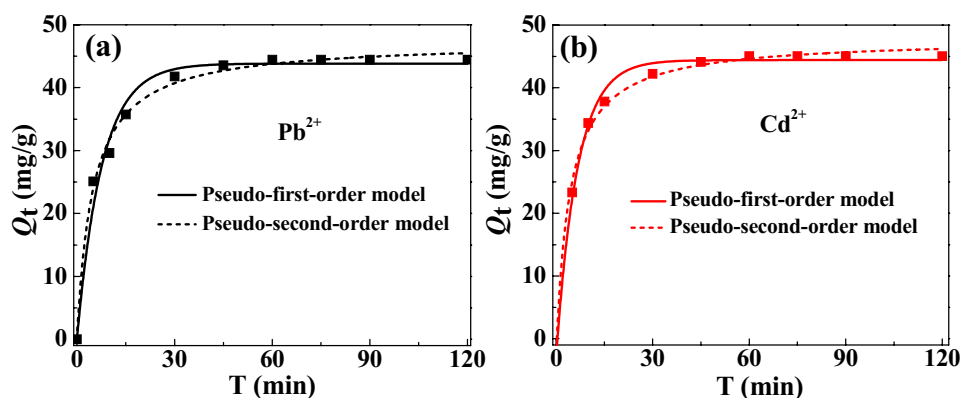 (a)
50
40
30
20
10
0
Qt (mg/g)
Pb2+
Pseudo-first-order model
Pseudo-second-order model
0 30 60 90 120
T (min)
(b)
50
40
30
20
10
0
Qt (mg/g)
Cd2+
Pseudo-first-order model
Pseudo-second-order model
0 30 60 90 120
T (min)